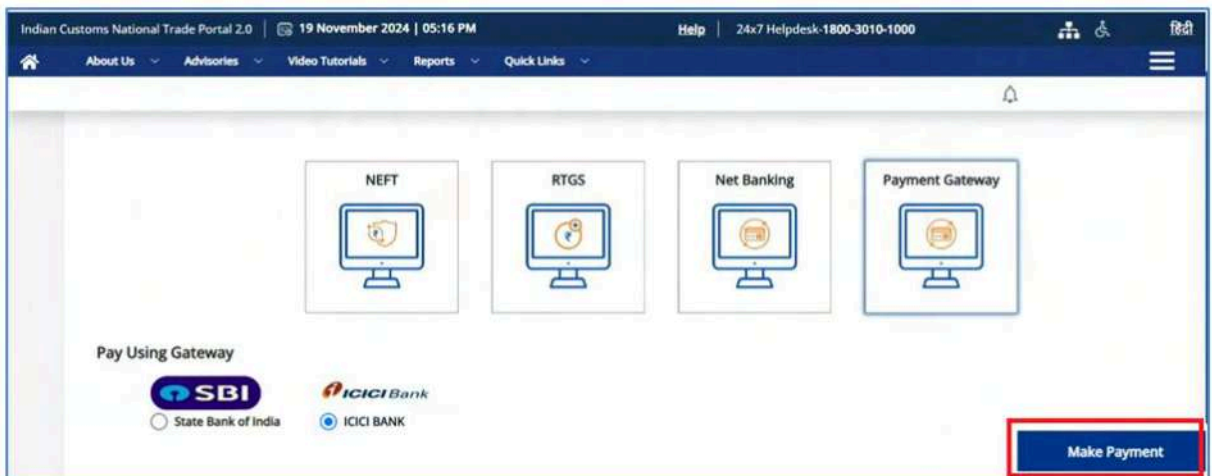 Indian Customs National Trade Portal 2.0 | 19 November 2024 | 05:16 PM Help | 24x7 Helpdesk-1800-3010-1000 हिंदी
About Us Advisories Video Tutorials Reports Quick Links
NEFT RTGS Net Banking Payment Gateway
Pay Using Gateway
SBI ICICI Bank
State Bank of India ICICI BANK
Make Payment